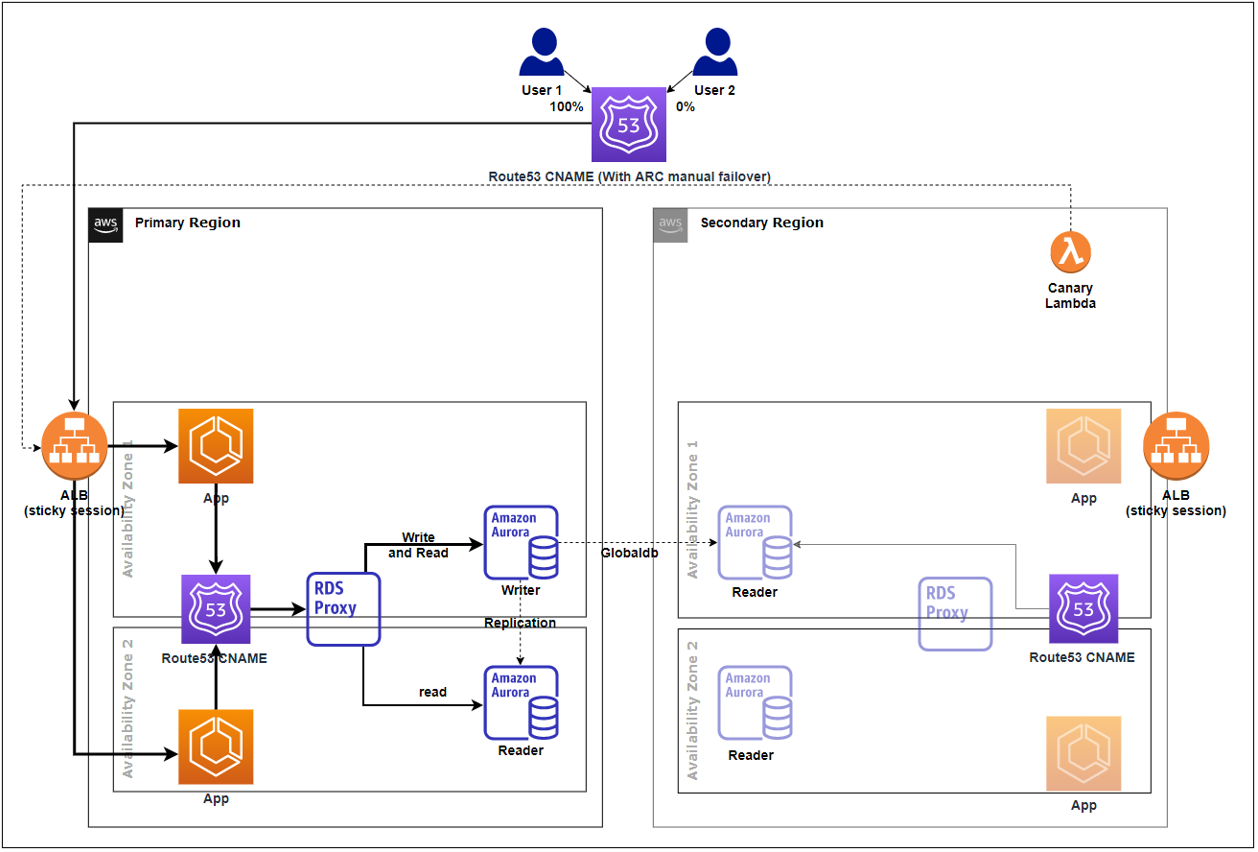 User 1
User 2
100%
0%
53
Route53 CNAME (With ARC manual failover)
aws
Primary Region
aws
Secondary Region
λ
Canary
Lambda
Availability Zone 1
App
ALB
(sticky session)
53
Route53 CNAME
RDS
Proxy
Write
and Read
Amazon
Aurora
Writer
Replication
Globaldb
Availability Zone 2
App
read
Amazon
Aurora
Reader
Availability Zone 1
Amazon
Aurora
Reader
App
ALB
(sticky session)
RDS
Proxy
53
Route53 CNAME
Availability Zone 2
Amazon
Aurora
Reader
App